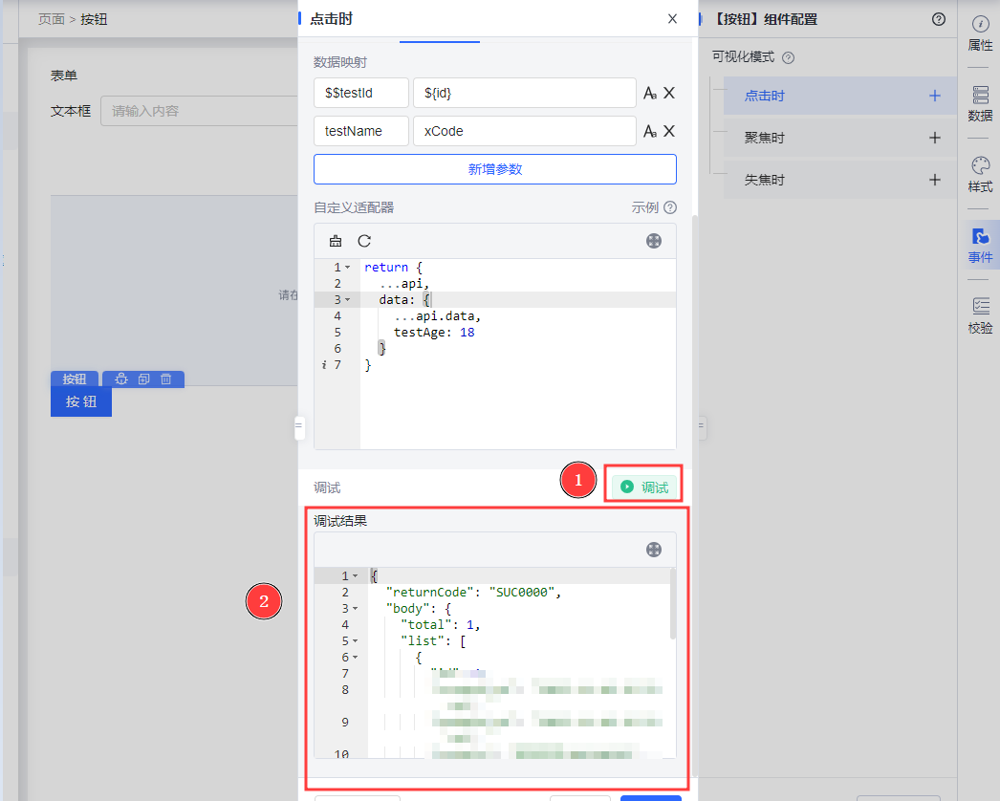 页面 > 按钮
表单
文本框 请输入内容
请在
按钮
按 钮
点击时 X
数据映射
$$testId ${id}
testName xCode
新增参数
自定义适配器 示例
1 return {
2 ...api,
3 data: {
4 ...api.data,
5 testAge: 18
6 }
i 7 }
调试 1 调试
调试结果
2
1 {
2 "returnCode": "SUC0000",
3 "body": {
4 "total": 1,
5 "list": [
6 {
7
8
9
10
【按钮】组件配置
可视化模式
点击时 +
聚焦时 +
失焦时 +
属性
数据
样式
事件
校验